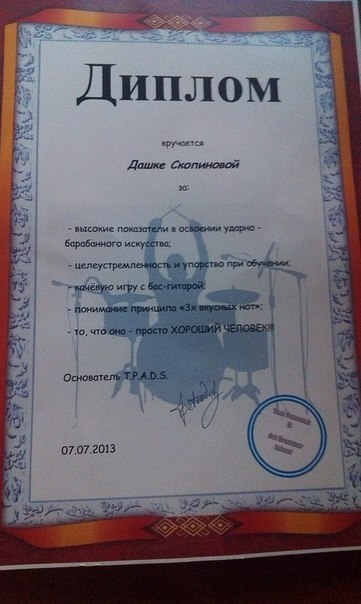 Диплом
вручается
Дашке Скопиновой
за:
- высокие показатели в освоении ударно -
барабанного искусства;
- целеустремленность и упорство при обучении;
- качёвую игру с бас-гитарой;
- понимание принципа «3х вкусных нот»;
- то, что она - просто ХОРОШИЙ ЧЕЛОВЕК!!!
Основатель T.P.A.D.S.
07.07.2013